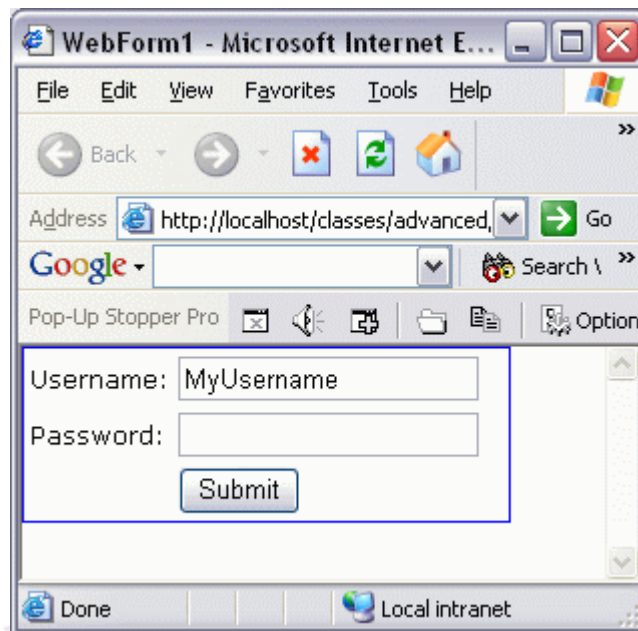 WebForm1 - Microsoft Internet E...
File Edit View Favorites Tools Help
Back
Address http://localhost/classes/advanced, Go
Google Search \
Pop-Up Stopper Pro Option
Username: MyUsername
Password:
Submit
Done Local intranet